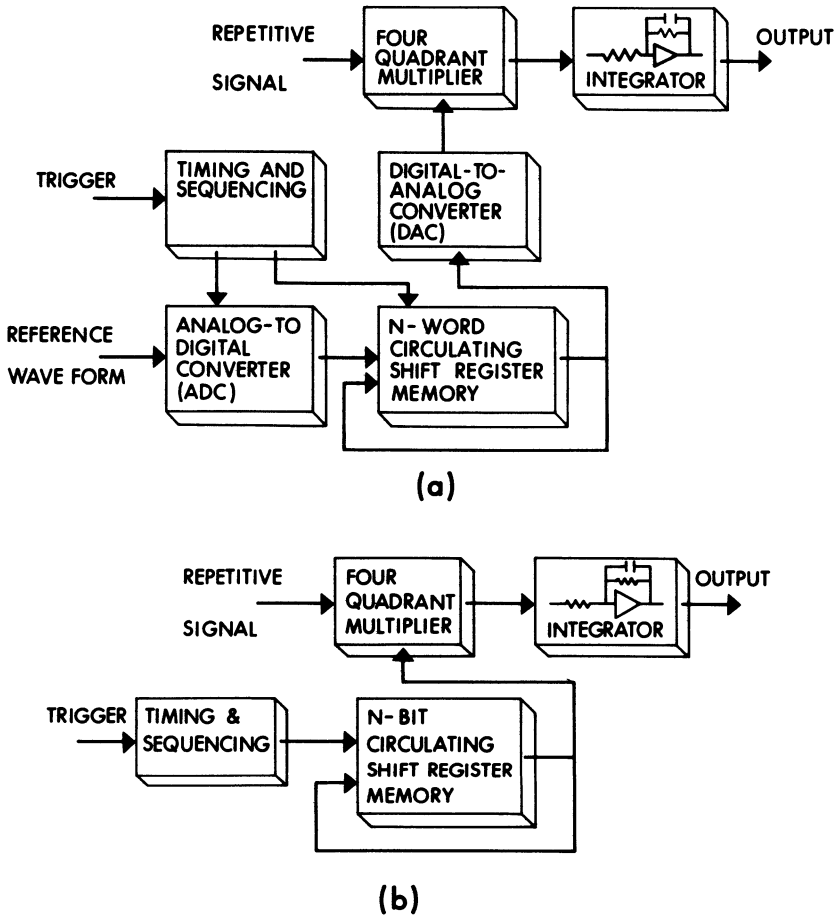 REPETITIVE
SIGNAL
FOUR
QUADRANT
MULTIPLIER
INTEGRATOR
OUTPUT
TRIGGER
TIMING AND
SEQUENCING
DIGITAL-TO-
ANALOG
CONVERTER
(DAC)
REFERENCE
WAVE FORM
ANALOG-TO
DIGITAL
CONVERTER
(ADC)
N-WORD
CIRCULATING
SHIFT REGISTER
MEMORY
(a)
REPETITIVE
SIGNAL
FOUR
QUADRANT
MULTIPLIER
INTEGRATOR
OUTPUT
TRIGGER
TIMING &
SEQUENCING
N-BIT
CIRCULATING
SHIFT REGISTER
MEMORY
(b)